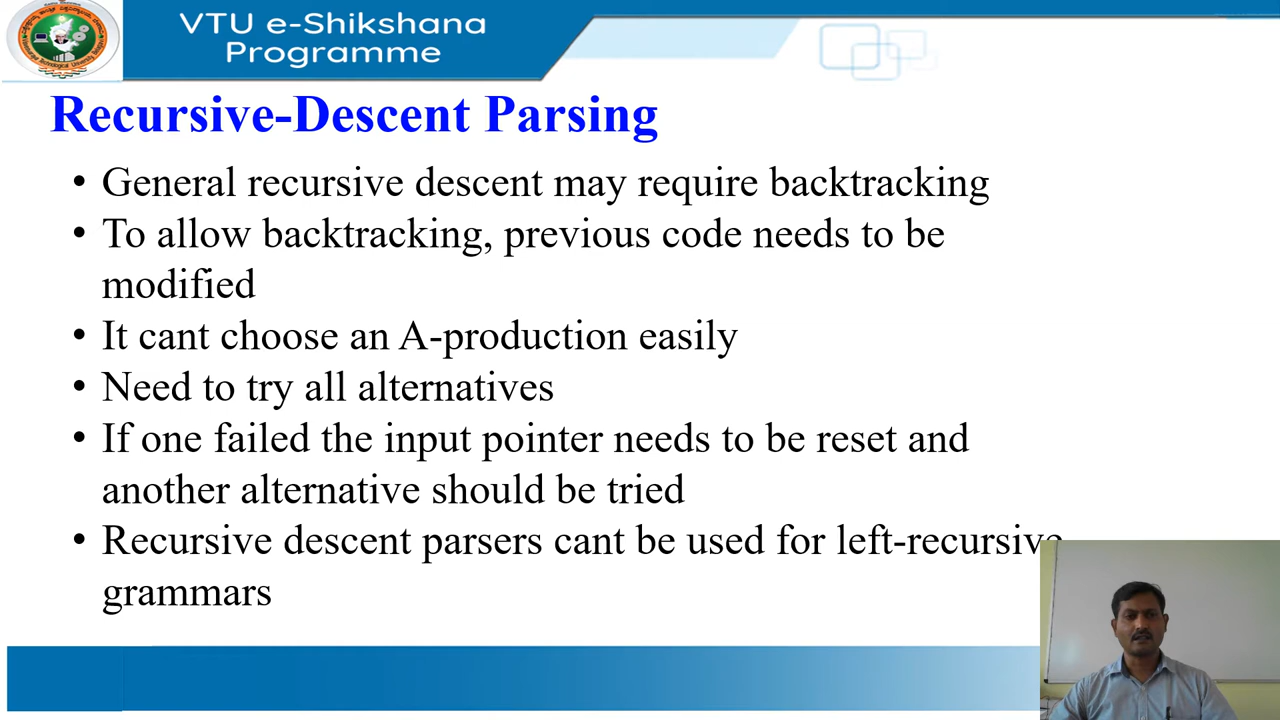 VTU e-Shikshana
Programme
Recursive-Descent Parsing
• General recursive descent may require backtracking
• To allow backtracking, previous code needs to be
modified
• It cant choose an A-production easily
• Need to try all alternatives
• If one failed the input pointer needs to be reset and
another alternative should be tried
• Recursive descent parsers cant be used for left-recursive
grammars